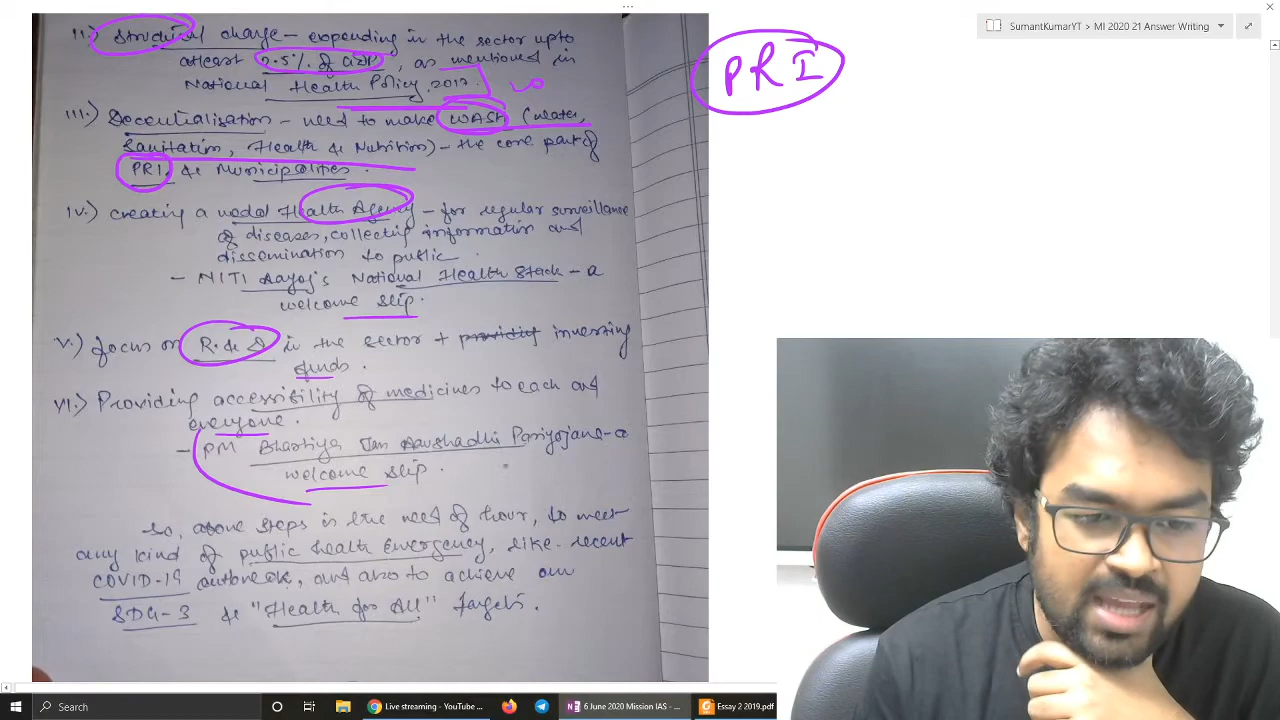 II.) Structural change - expending in the sector upto
atleast 2.5% of GDP, as mentioned in
National Health Policy, 2017.
III.) Decentralisation - need to make WASH (water,
Sanitation, Health & Nutrition) - the core part of
PRI, & Municipalities.
IV.) creating a nodal Health Agency - for regular surveillance
of diseases, collecting information and
dissemination to public.
- NITI Aayog's National Health Stack - a
welcome step.
V.) focus on R. & D in the sector + providing investing
funds.
VI.) Providing accessibility of medicines to each and
everyone.
- PM Bhartiya Jan Aaushadhi Pariyojana - a
welcome step.
So, above steps is the need of hour, to meet
any kind of public health Emergency, like recent
COVID-19 outbreak, and also to achieve our
SDG-3 & "Health for All" targets.
PRI
SumantKumarYT → MI 2020 21 Answer Writing
Search
Live streaming - YouTube ...
6 June 2020 Mission IAS - ...
Essay 2 2019.pdf